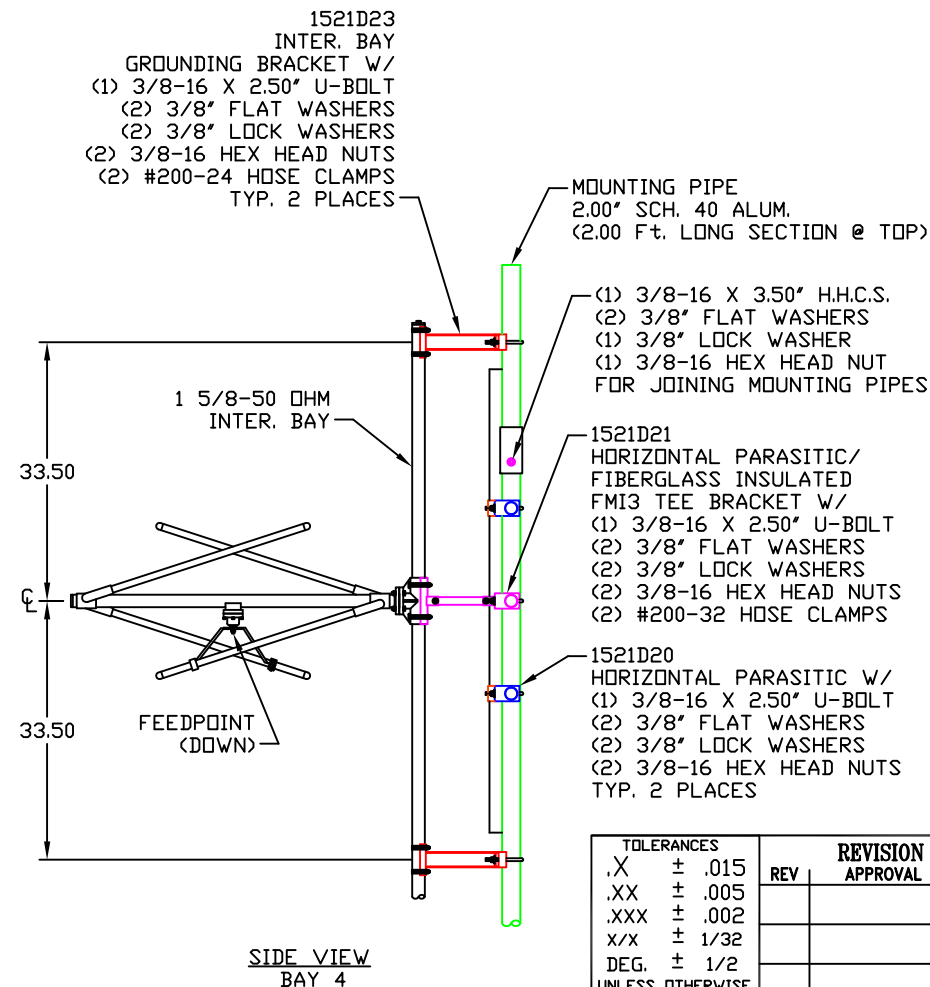 1521D23
INTER. BAY
GROUNDING BRACKET W/
(1) 3/8-16 X 2.50" U-BOLT
(2) 3/8" FLAT WASHERS
(2) 3/8" LOCK WASHERS
(2) 3/8-16 HEX HEAD NUTS
(2) #200-24 HOSE CLAMPS
TYP. 2 PLACES
MOUNTING PIPE
2.00" SCH. 40 ALUM.
(2.00 Ft. LONG SECTION @ TOP)
(1) 3/8-16 X 3.50" H.H.C.S.
(2) 3/8" FLAT WASHERS
(1) 3/8" LOCK WASHER
(1) 3/8-16 HEX HEAD NUT
FOR JOINING MOUNTING PIPES
1 5/8-50 OHM
INTER. BAY
33.50
1521D21
HORIZONTAL PARASITIC/
FIBERGLASS INSULATED
FMI3 TEE BRACKET W/
(1) 3/8-16 X 2.50" U-BOLT
(2) 3/8" FLAT WASHERS
(2) 3/8" LOCK WASHERS
(2) 3/8-16 HEX HEAD NUTS
(2) #200-32 HOSE CLAMPS
CL
1521D20
HORIZONTAL PARASITIC W/
(1) 3/8-16 X 2.50" U-BOLT
(2) 3/8" FLAT WASHERS
(2) 3/8" LOCK WASHERS
(2) 3/8-16 HEX HEAD NUTS
TYP. 2 PLACES
FEEDPOINT
(DOWN)
33.50
SIDE VIEW
BAY 4
TOLERANCES
.X ± .015
.XX ± .005
.XXX ± .002
X/X ± 1/32
DEG. ± 1/2
UNLESS OTHERWISE
REVISION
REV APPROVAL